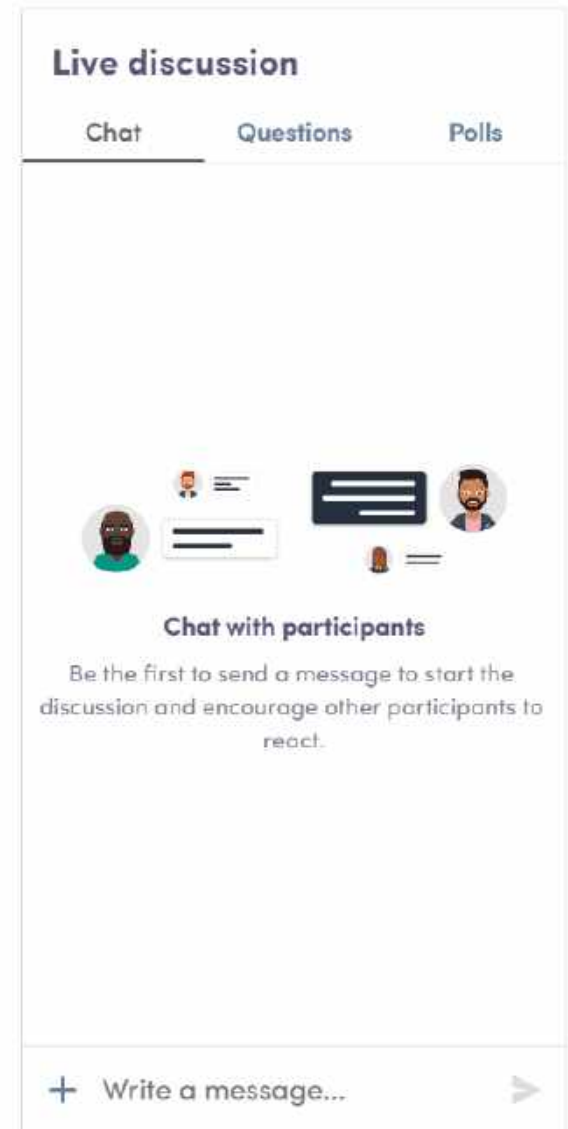 Live discussion
Chat Questions Polls
Chat with participants
Be the first to send a message to start the
discussion and encourage other participants to
react.
Write a message...